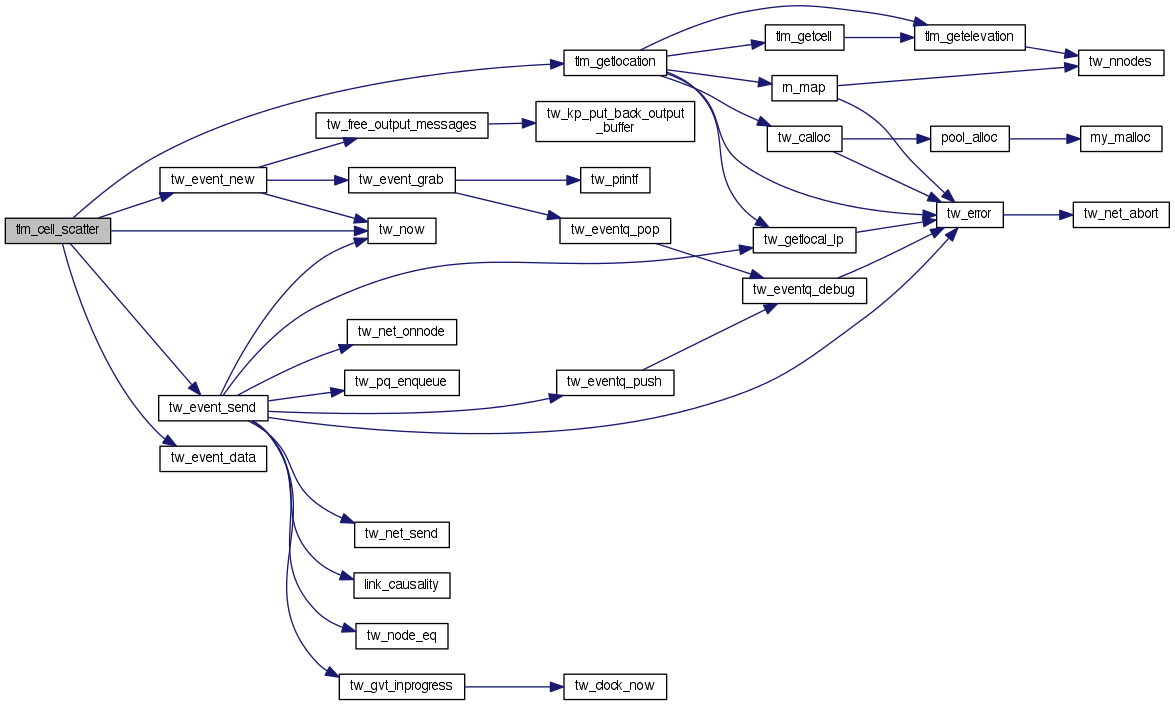 tlm_cell_scatter
tlm_getlocation
tlm_getcell
tlm_getelevation
tw_nnodes
rn_map
tw_free_output_messages
tw_kp_put_back_output
_buffer
tw_calloc
pool_alloc
my_malloc
tw_event_new
tw_event_grab
tw_printf
tw_now
tw_eventq_pop
tw_getlocal_lp
tw_error
tw_net_abort
tw_eventq_debug
tw_net_onnode
tw_pq_enqueue
tw_eventq_push
tw_event_send
tw_event_data
tw_net_send
link_causality
tw_node_eq
tw_gvt_inprogress
tw_clock_now